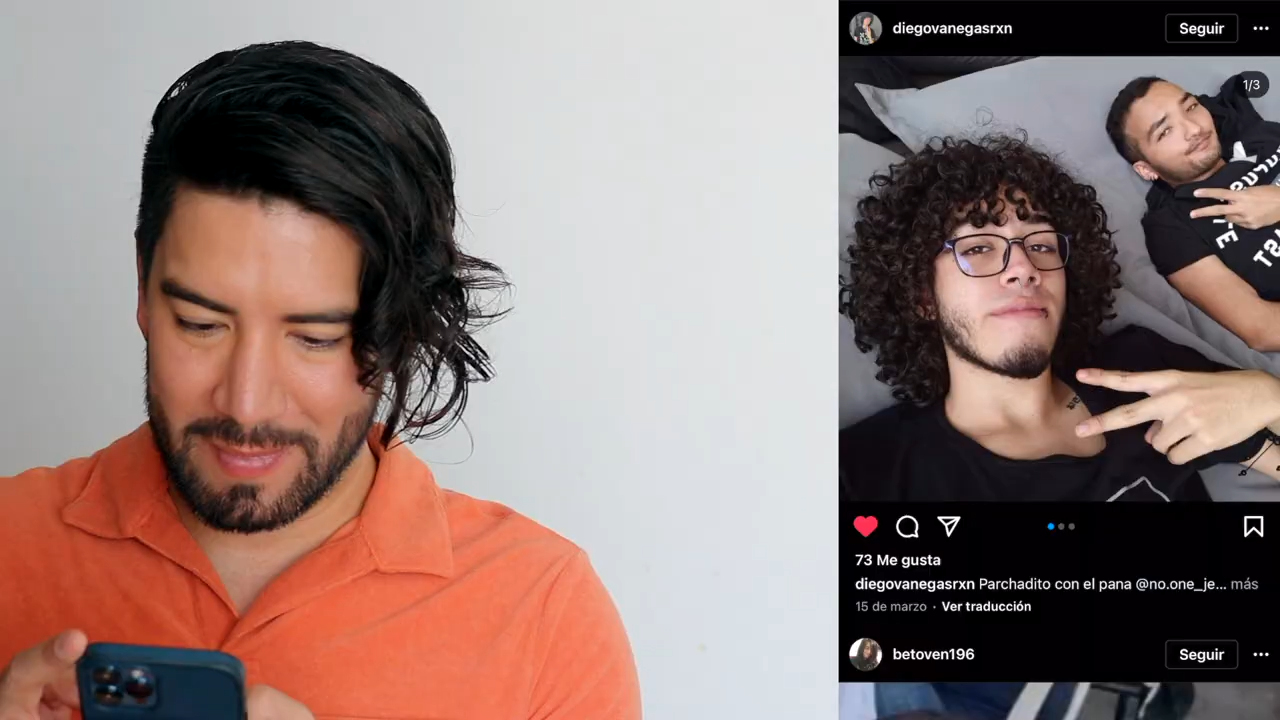 diegovanegasrxn
Seguir
1/3
73 Me gusta
diegovanegasrxn Parchadito con el pana @no.one_je... más
15 de marzo · Ver traducción
betoven196
Seguir